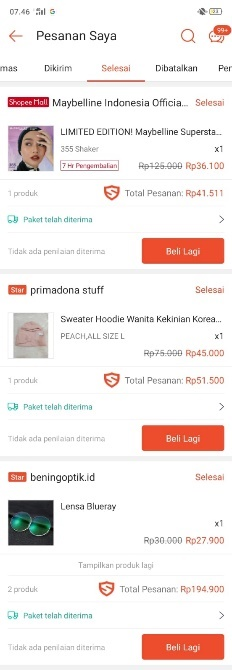 07.46
99+
Pesanan Saya
mas Dikirim Selesai Dibatalkan Per
Shopee Mall Maybelline Indonesia Officia... Selesai
LIMITED EDITION! Maybelline Supersta...
355 Shaker x1
7 Hr Pengembalian Rp125.000 Rp36.100
1 produk Total Pesanan: Rp41.511
Paket telah diterima
Tidak ada penilaian diterima Beli Lagi
Star primadona stuff Selesai
Sweater Hoodie Wanita Kekinian Korea...
PEACH,ALL SIZE L x1
Rp75.000 Rp45.000
1 produk Total Pesanan: Rp51.500
Paket telah diterima
Tidak ada penilaian diterima Beli Lagi
Star beningoptik.id Selesai
Lensa Blueray
x1
Rp30.000 Rp27.900
Tampilkan produk lagi
2 produk Total Pesanan: Rp194.900
Paket telah diterima
Tidak ada penilaian diterima Beli Lagi